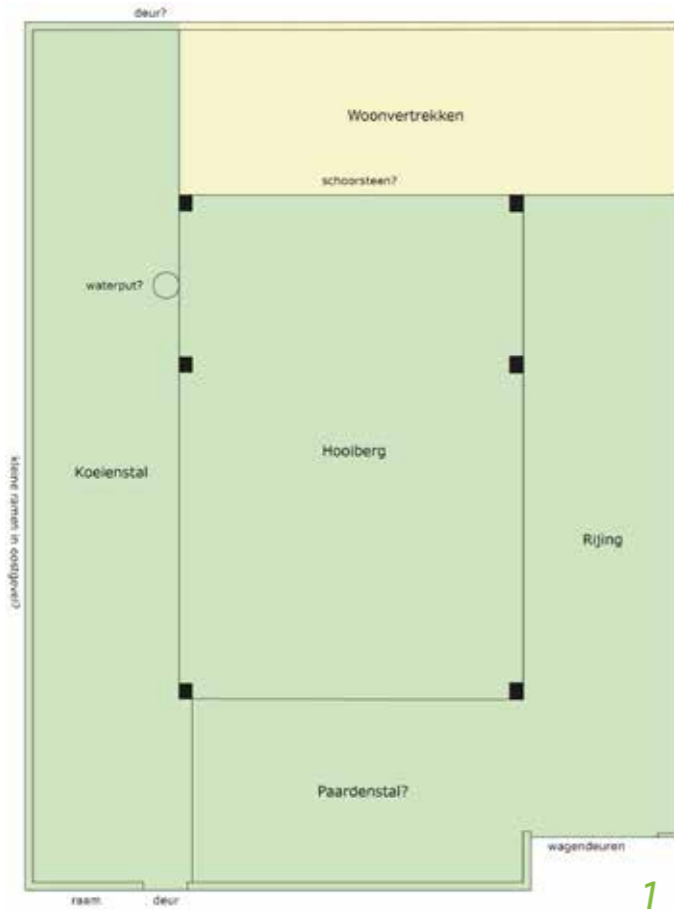 deur?
Woonvertrekken
schoorsteen?
waterput?
Hooiberg
Koeienstal
kleine ramen in oostgevel?
Rijing
Paardenstal?
wagendeuren
raam
deur
1